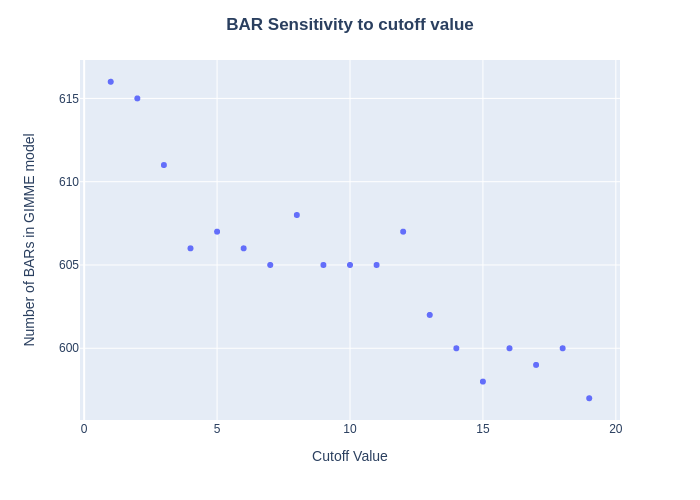 BAR Sensitivity to cutoff value
Number of BARs in GIMME model
615
610
605
600
0 5 10 15 20
Cutoff Value